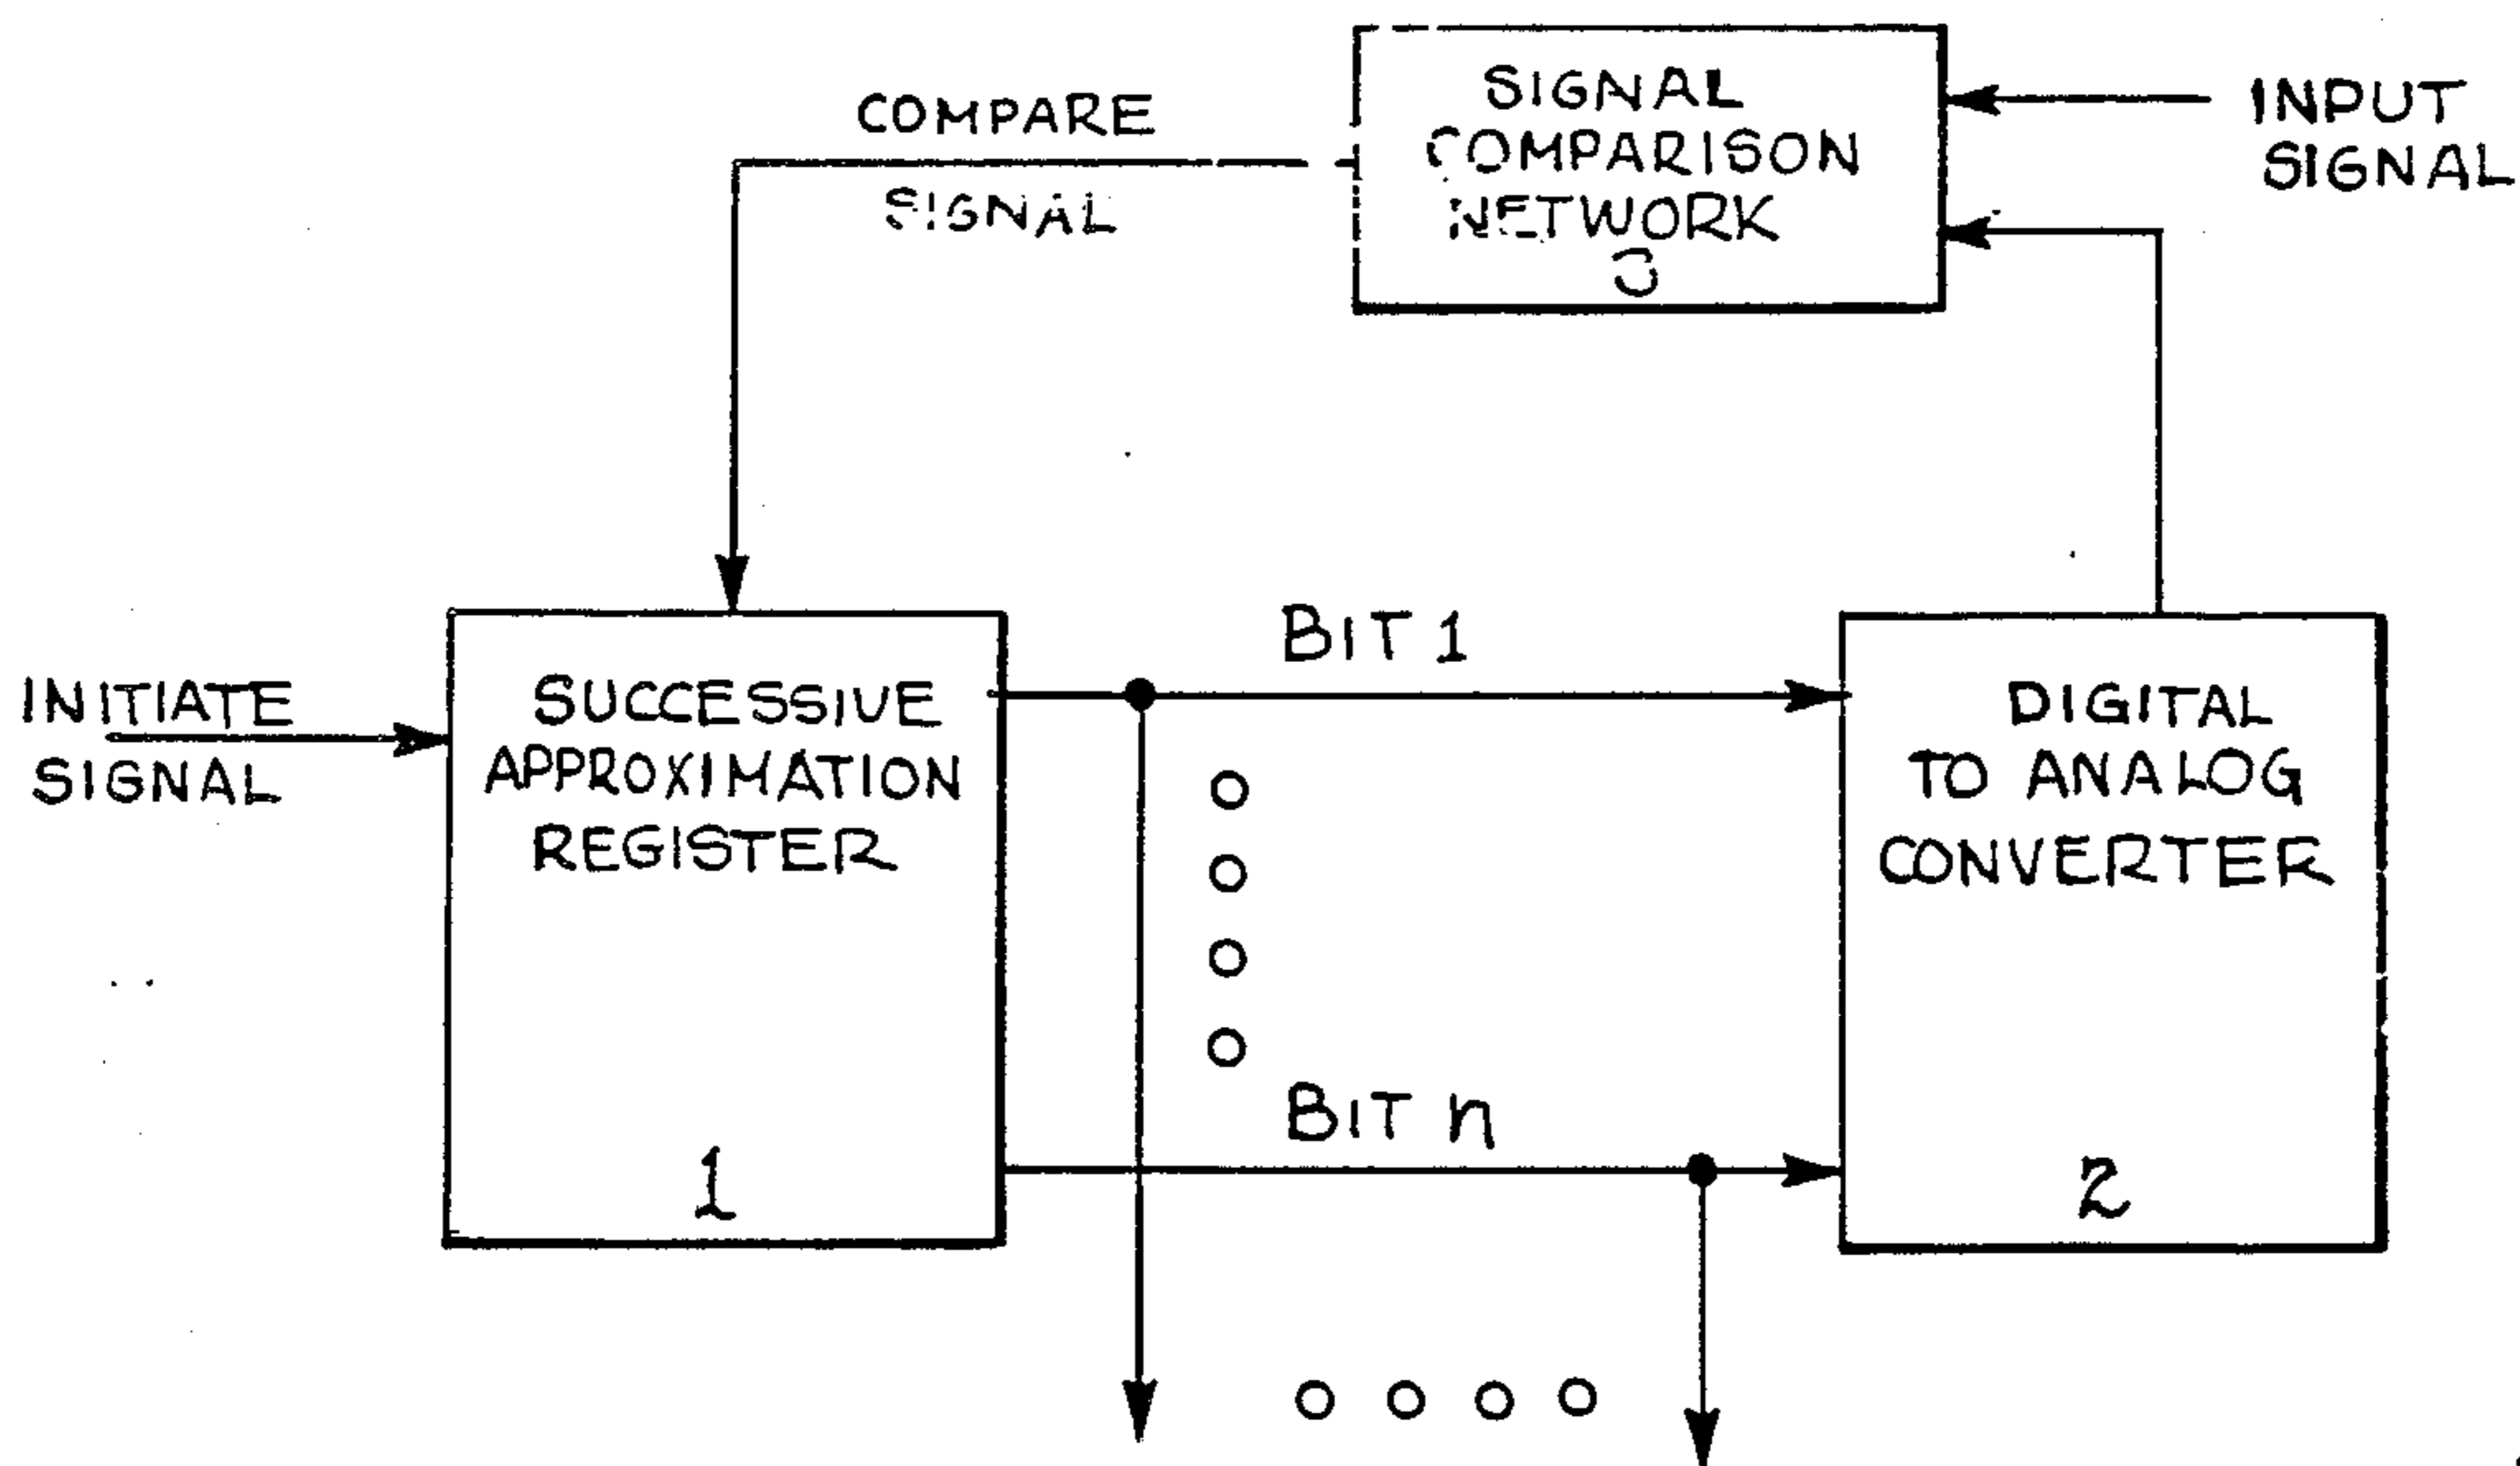 SIGNAL
COMPARISON
NETWORK
3
INPUT
SIGNAL
COMPARE
SIGNAL
INITIATE
SIGNAL
SUCCESSIVE
APPROXIMATION
REGISTER
1
BIT 1
BIT n
DIGITAL
TO ANALOG
CONVERTER
2